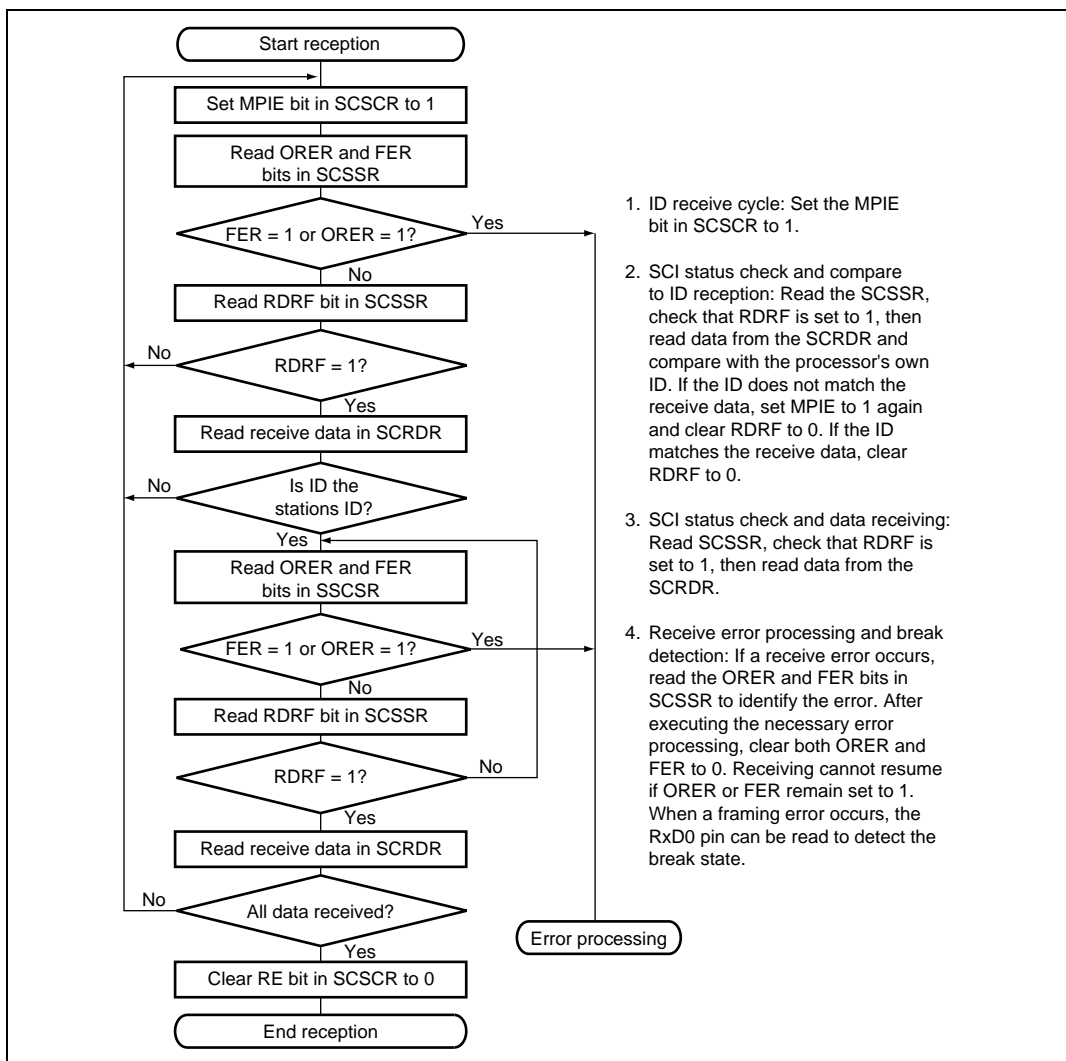 Start reception
Set MPIE bit in SCSCR to 1
Read ORER and FER
bits in SCSSR
FER = 1 or ORER = 1?
Yes
No
Read RDRF bit in SCSSR
No
RDRF = 1?
Yes
Read receive data in SCRDR
No
Is ID the
stations ID?
Yes
Read ORER and FER
bits in SSCSR
FER = 1 or ORER = 1?
Yes
No
Read RDRF bit in SCSSR
RDRF = 1?
No
Yes
Read receive data in SCRDR
No
All data received?
Yes
Clear RE bit in SCSCR to 0
End reception
Error processing
1. ID receive cycle: Set the MPIE
bit in SCSCR to 1.
2. SCI status check and compare
to ID reception: Read the SCSSR,
check that RDRF is set to 1, then
read data from the SCRDR and
compare with the processor's own
ID. If the ID does not match the
receive data, set MPIE to 1 again
and clear RDRF to 0. If the ID
matches the receive data, clear
RDRF to 0.
3. SCI status check and data receiving:
Read SCSSR, check that RDRF is
set to 1, then read data from the
SCRDR.
4. Receive error processing and break
detection: If a receive error occurs,
read the ORER and FER bits in
SCSSR to identify the error. After
executing the necessary error
processing, clear both ORER and
FER to 0. Receiving cannot resume
if ORER or FER remain set to 1.
When a framing error occurs, the
RxD0 pin can be read to detect the
break state.